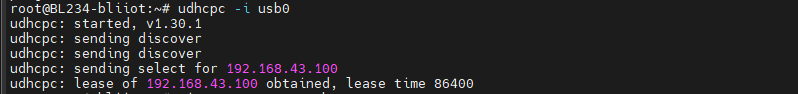 root@BL234-bliiot:~# udhcpc -i usb0
udhcpc: started, v1.30.1
udhcpc: sending discover
udhcpc: sending discover
udhcpc: sending select for 192.168.43.100
udhcpc: lease of 192.168.43.100 obtained, lease time 86400